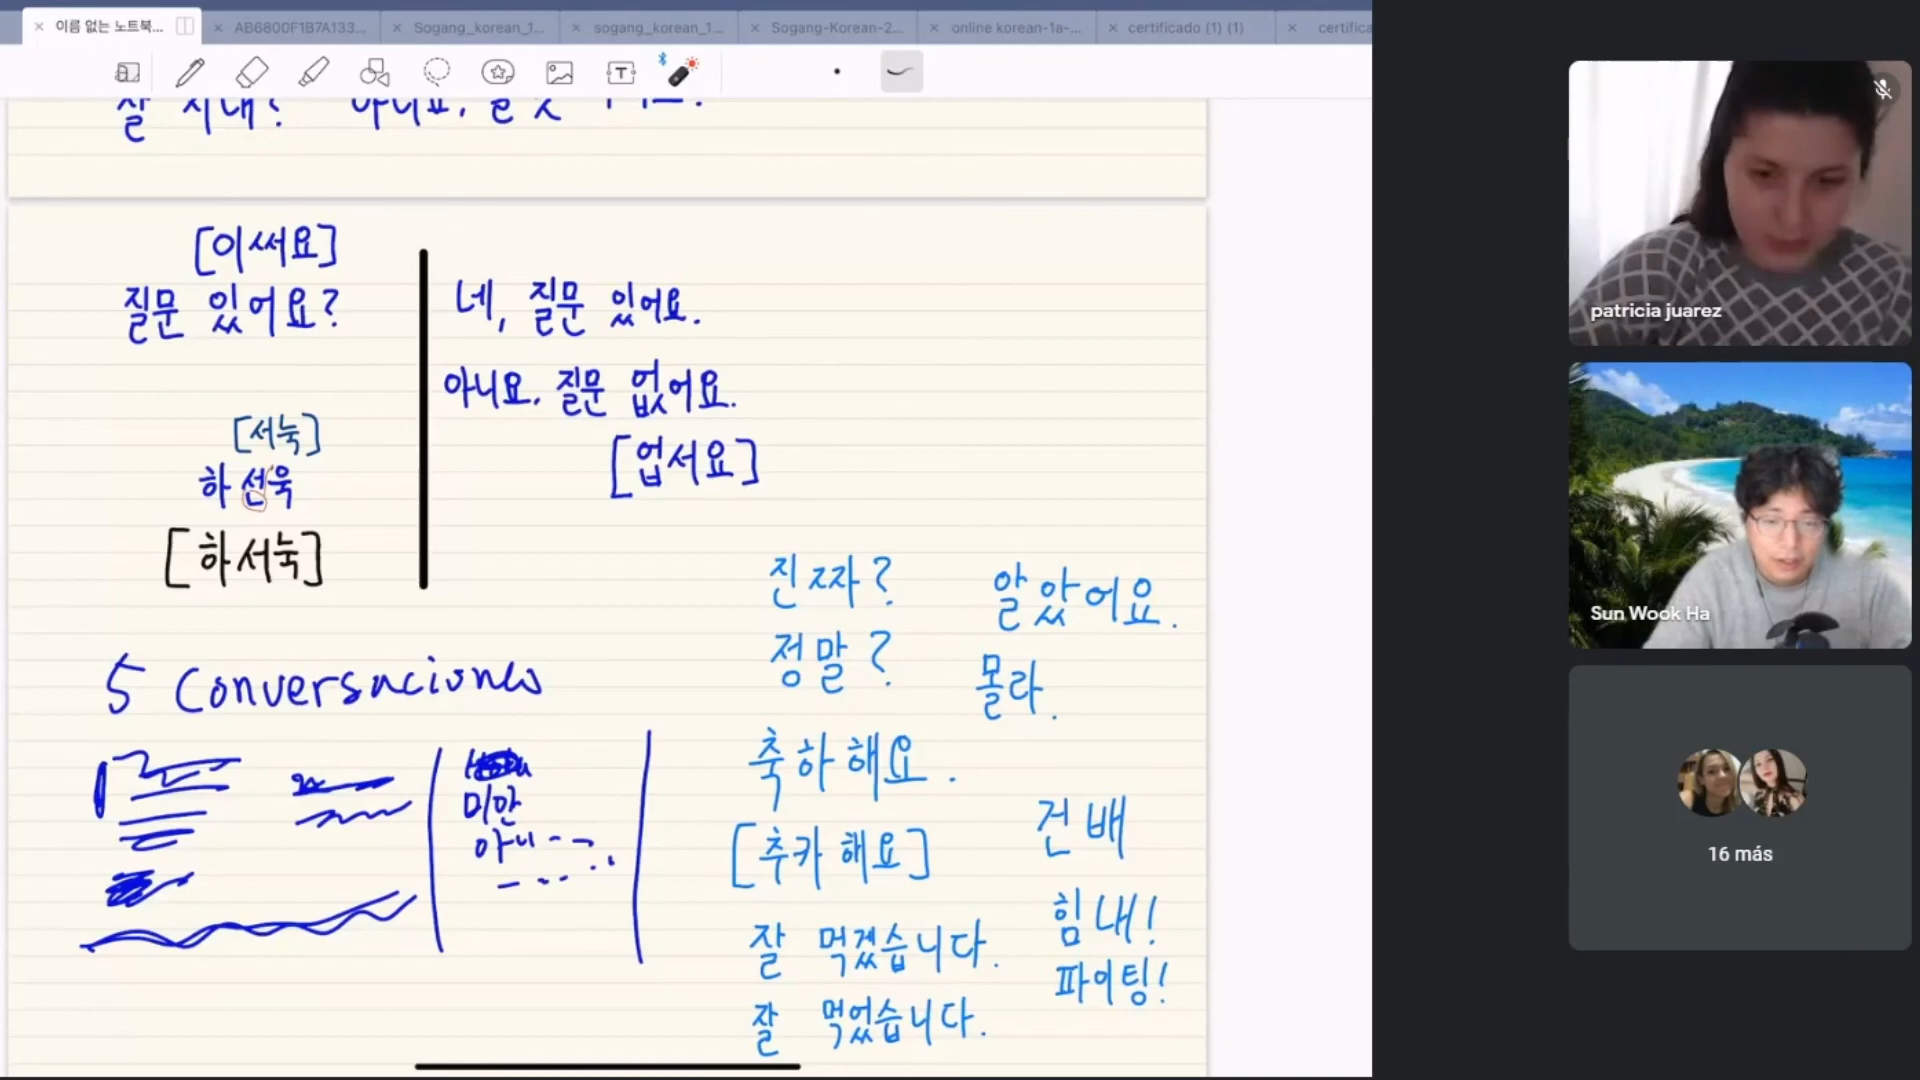 이름 없는 노트북...
AB6800F1B7A133...
Sogang_korean_1...
sogang_korean_1...
Sogang-Korean-2...
online korean-1a-...
certificado (1) (1)
certifica
[이써요]
질문 있어요?
네, 질문 있어요.
아니요. 질문 없어요.
[업서요]
[서눅]
하선욱
[하서눅]
5 Conversaciones
미안
아니
진짜?
정말?
축하해요.
[추카해요]
잘 먹겠습니다.
잘 먹었습니다.
알았어요.
몰라.
건배
힘내!
파이팅!
patricia juarez
Sun Wook Ha
16 más